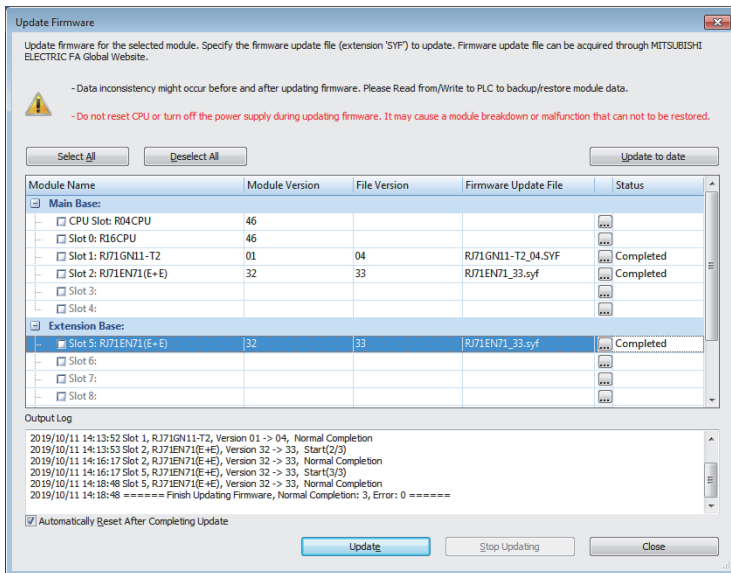 Update Firmware
Update firmware for the selected module. Specify the firmware update file (extension 'SYF') to update. Firmware update file can be acquired through MITSUBISHI
ELECTRIC FA Global Website.
- Data inconsistency might occur before and after updating firmware. Please Read from/Write to PLC to backup/restore module data.
- Do not reset CPU or turn off the power supply during updating firmware. It may cause a module breakdown or malfunction that can not to be restored.
Select All Deselect All Update to date
Module Name Module Version File Version Firmware Update File Status
Main Base:
CPU Slot: R04CPU 46 ...
Slot 0: R16CPU 46 ...
Slot 1: RJ71GN11-T2 01 04 RJ71GN11-T2_04.SYF ... Completed
Slot 2: RJ71EN71(E+E) 32 33 RJ71EN71_33.syf ... Completed
Slot 3: ...
Slot 4: ...
Extension Base:
Slot 5: RJ71EN71(E+E) 32 33 RJ71EN71_33.syf ... Completed
Slot 6: ...
Slot 7: ...
Slot 8: ...
Output Log
2019/10/11 14:13:52 Slot 1, RJ71GN11-T2, Version 01 -> 04, Normal Completion
2019/10/11 14:13:53 Slot 2, RJ71EN71(E+E), Version 32 -> 33, Start(2/3)
2019/10/11 14:16:17 Slot 2, RJ71EN71(E+E), Version 32 -> 33, Normal Completion
2019/10/11 14:16:17 Slot 5, RJ71EN71(E+E), Version 32 -> 33, Start(3/3)
2019/10/11 14:18:48 Slot 5, RJ71EN71(E+E), Version 32 -> 33, Normal Completion
2019/10/11 14:18:48 ====== Finish Updating Firmware, Normal Completion: 3, Error: 0 ======
Automatically Reset After Completing Update
Update Stop Updating Close